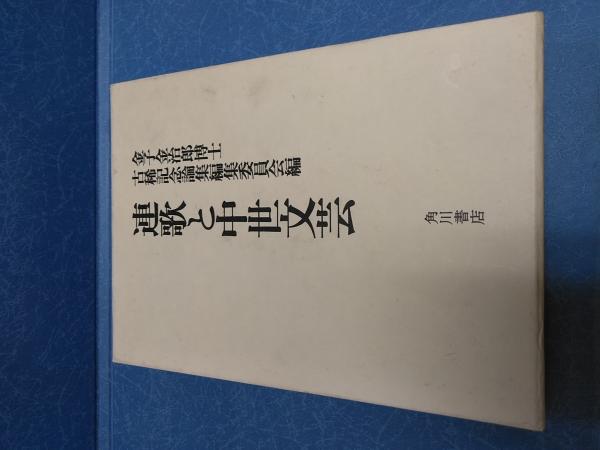 金子金治郎博士
古稀記念論集編集委員会編
連歌と中世文芸
角川書店